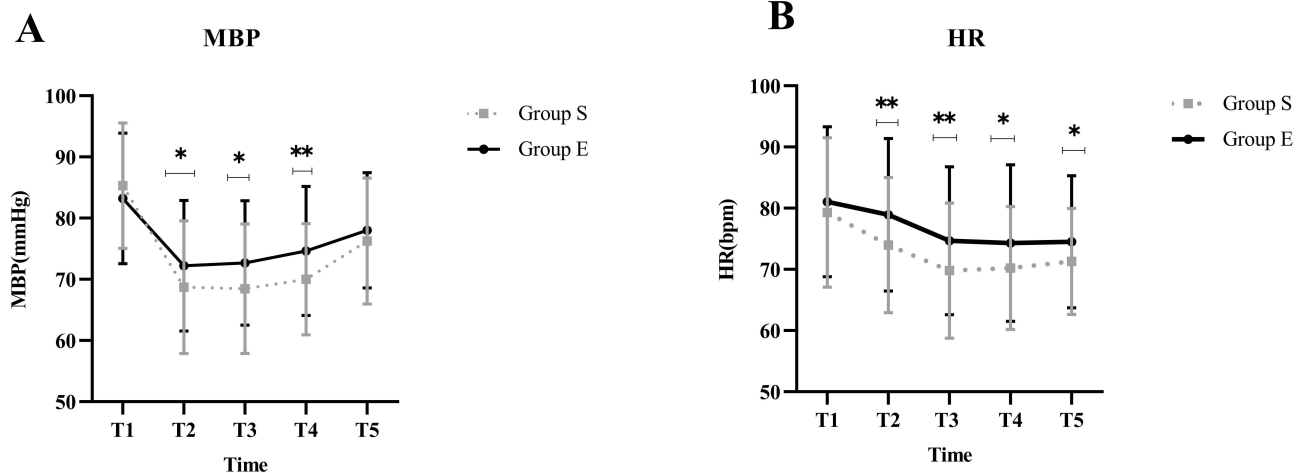 A
MBP
MBP(mmHg)
100
90
80
70
60
50
*
*
**
T1 T2 T3 T4 T5
Time
Group S
Group E
B
HR
HR(bpm)
100
90
80
70
60
50
**
**
*
*
T1 T2 T3 T4 T5
Time
Group S
Group E